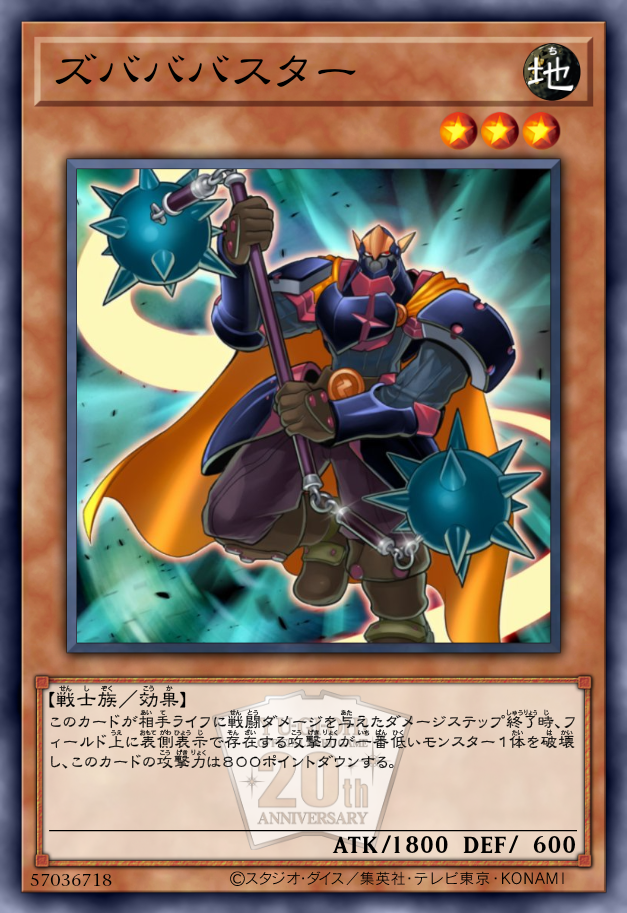 ズバババスター
地
【戦士族／効果】
このカードが相手ライフに戦闘ダメージを与えたダメージステップ終了時、フ
ィールド上に表側表示で存在する攻撃力が一番低いモンスター１体を破壊
し、このカードの攻撃力は８００ポイントダウンする。
20th
ANNIVERSARY
ATK/1800 DEF/ 600
57036718
©スタジオ・ダイス／集英社・テレビ東京・KONAMI